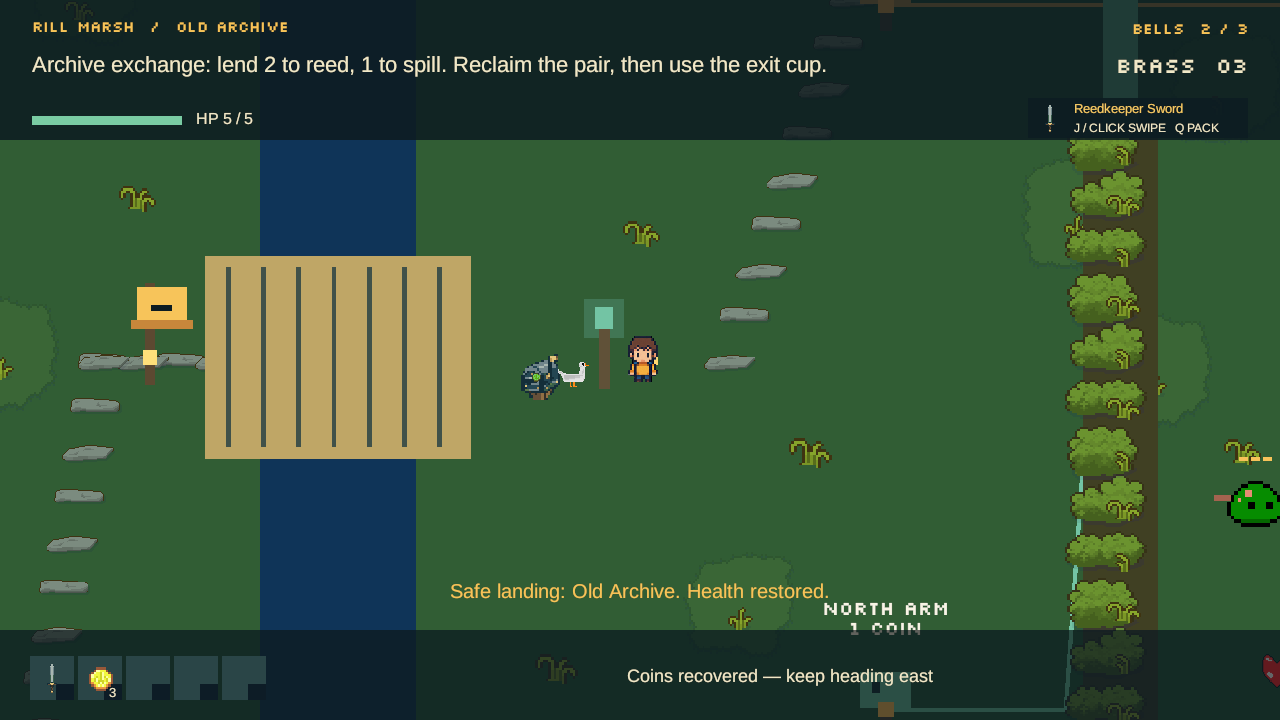 RILL MARSH / OLD ARCHIVE
BELLS 2 / 3
Archive exchange: lend 2 to reed, 1 to spill. Reclaim the pair, then use the exit cup.
BRASS 03
HP 5 / 5
Reedkeeper Sword
J / CLICK SWIPE Q PACK
Safe landing: Old Archive. Health restored.
NORTH ARM
1 COIN
Coins recovered — keep heading east
3